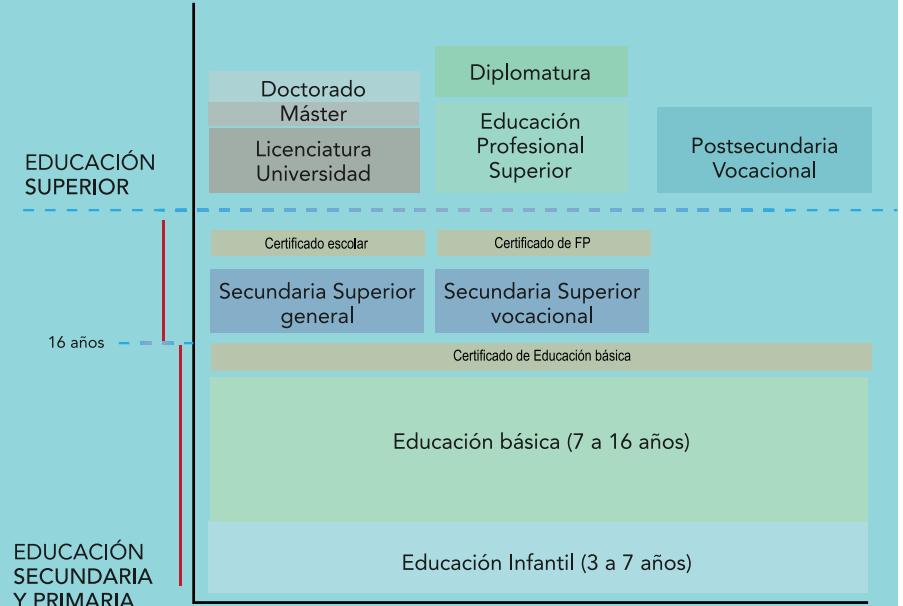 Doctorado
Máster
Licenciatura
Universidad
Diplomatura
Educación
Profesional
Superior
Postsecundaria
Vocacional
EDUCACIÓN
SUPERIOR
Certificado escolar
Certificado de FP
Secundaria Superior
general
Secundaria Superior
vocacional
16 años
Certificado de Educación básica
Educación básica (7 a 16 años)
Educación Infantil (3 a 7 años)
EDUCACIÓN
SECUNDARIA
Y PRIMARIA